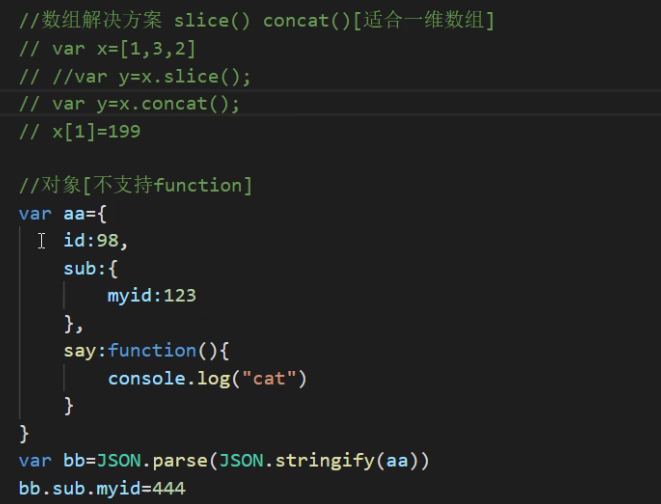 //数组解决方案 slice() concat()[适合一维数组]
// var x=[1,3,2]
// //var y=x.slice();
// var y=x.concat();
// x[1]=199
//对象[不支持function]
var aa={
id:98,
sub:{
myid:123
},
say:function(){
console.log("cat")
}
}
var bb=JSON.parse(JSON.stringify(aa))
bb.sub.myid=444